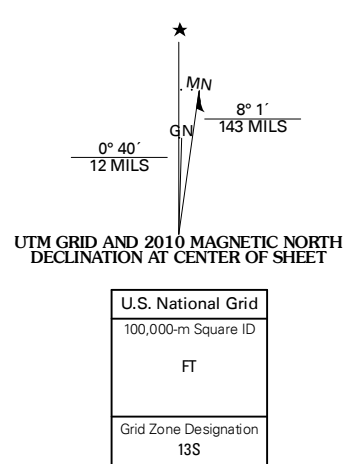 ★
MN
8° 1´
143 MILS
GN
0° 40´
12 MILS
UTM GRID AND 2010 MAGNETIC NORTH
DECLINATION AT CENTER OF SHEET
U.S. National Grid
100,000-m Square ID
FT
Grid Zone Designation
13S